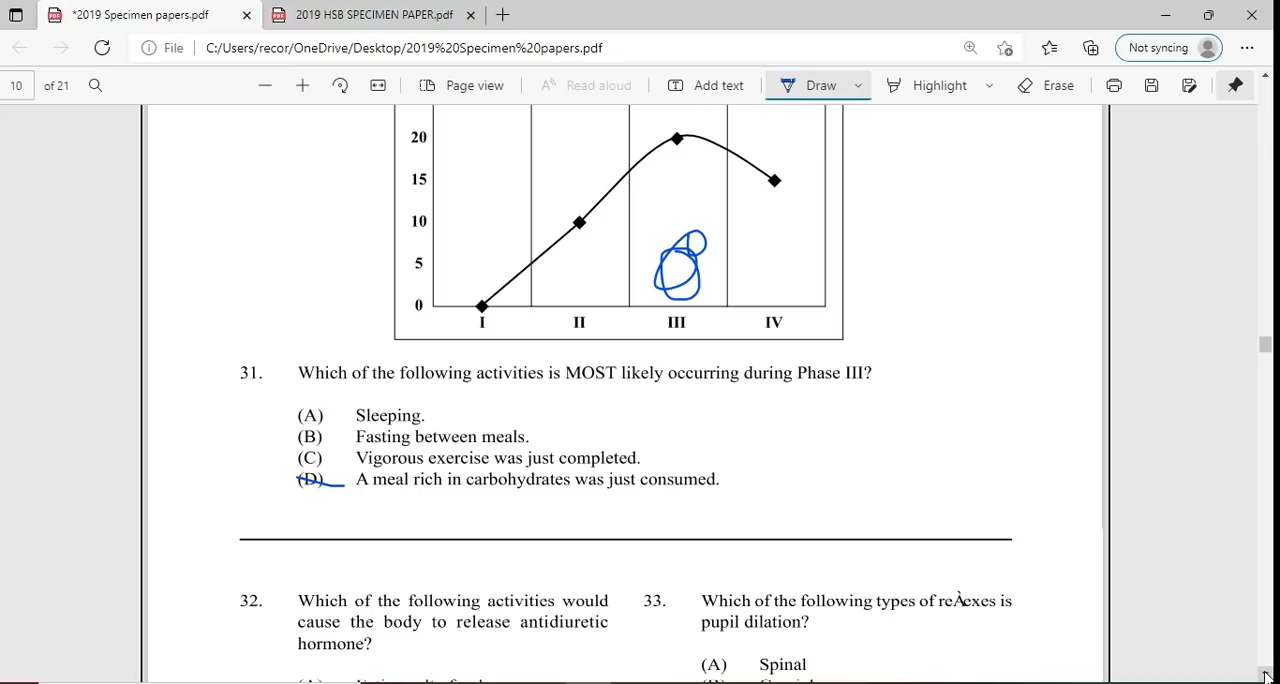 *2019 Specimen papers.pdf
2019 HSB SPECIMEN PAPER.pdf
File
C:/Users/recor/OneDrive/Desktop/2019%20Specimen%20papers.pdf
Not syncing
10 of 21
Page view
Read aloud
Add text
Draw
Highlight
Erase
20
15
10
5
0
I II III IV
31. Which of the following activities is MOST likely occurring during Phase III?
(A) Sleeping.
(B) Fasting between meals.
(C) Vigorous exercise was just completed.
(D) A meal rich in carbohydrates was just consumed.
32. Which of the following activities would
cause the body to release antidiuretic
hormone?
33. Which of the following types of reÀexes is
pupil dilation?
(A) Spinal